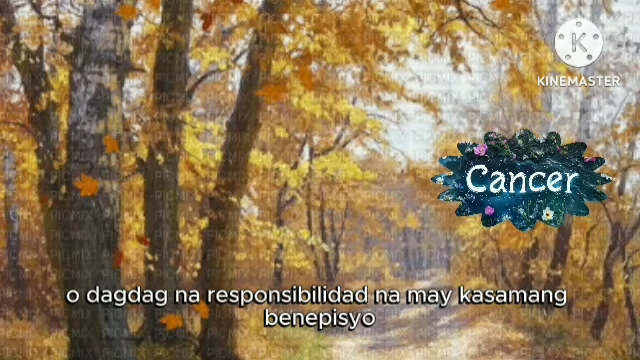 KINEMASTER
Cancer
o dagdag na responsibilidad na may kasamang
benepisyo